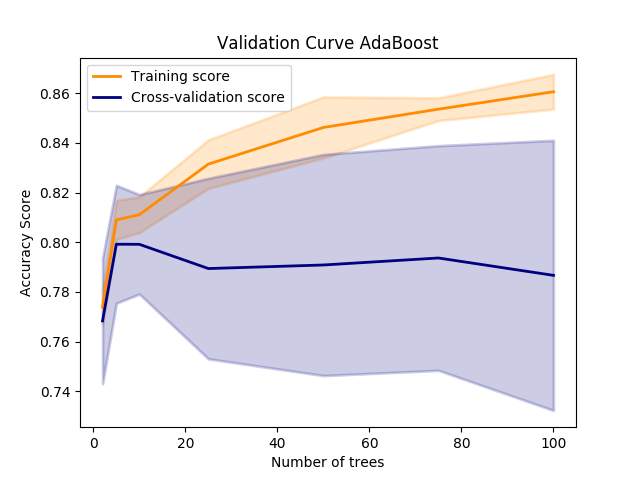 Validation Curve AdaBoost
Training score
Cross-validation score
Accuracy Score
0.86
0.84
0.82
0.80
0.78
0.76
0.74
0 20 40 60 80 100
Number of trees